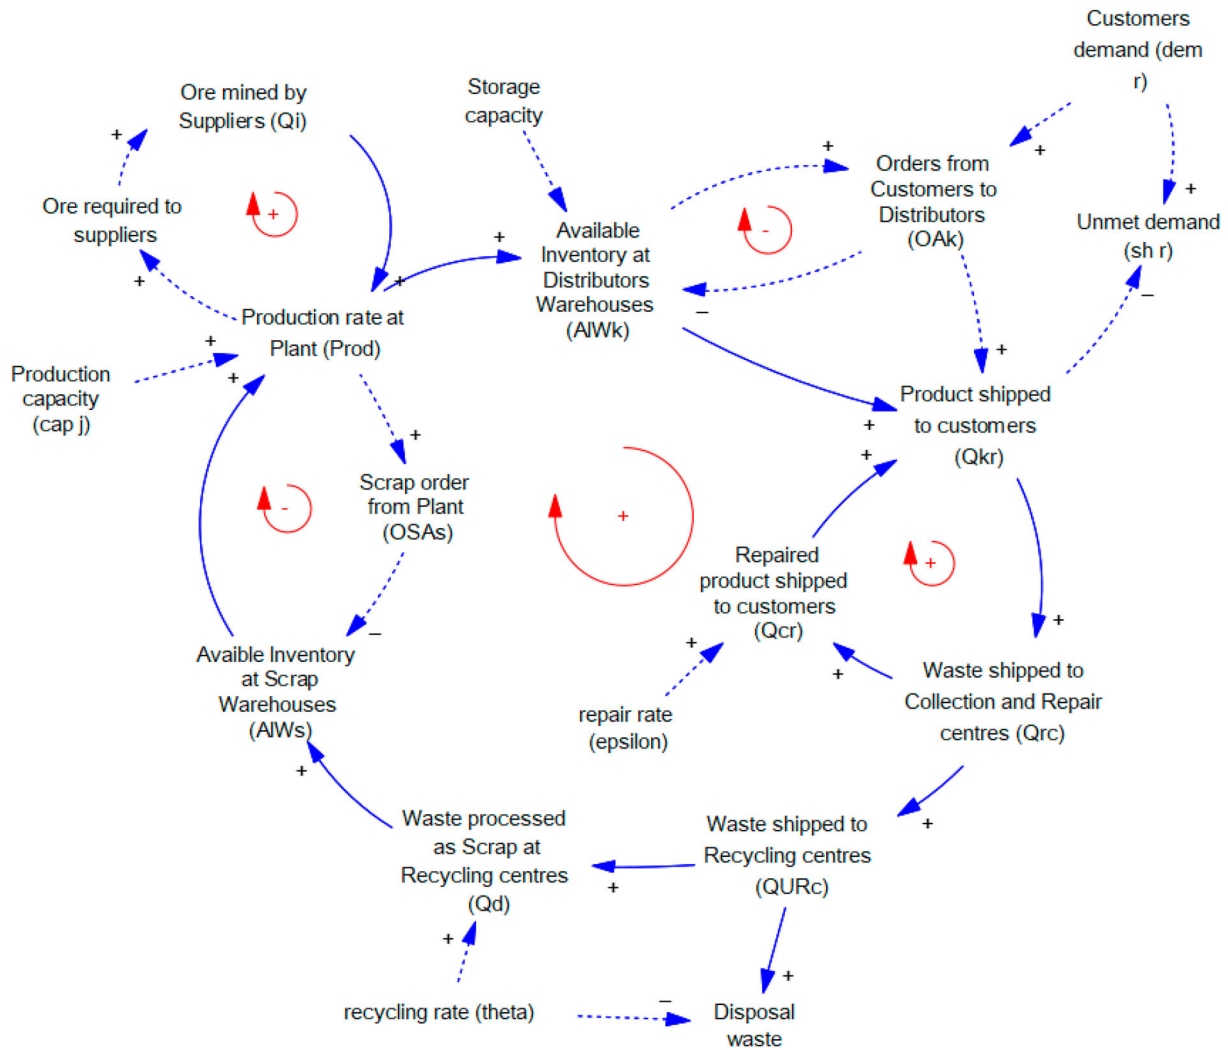 Customers
demand (dem
r)
Ore mined by
Suppliers (Qi)
Storage
capacity
+
+
+
Orders from
Customers to
Distributors
(OAk)
+
Ore required to
suppliers
+
Available
Inventory at
Distributors
Warehouses
(AIWk)
-
Unmet demand
(sh r)
+
+
+
+
–
–
Production rate at
Plant (Prod)
+
+
+
Production
capacity
(cap j)
Product shipped
to customers
(Qkr)
+
+
+
Scrap order
from Plant
(OSAs)
-
+
Repaired
product shipped
to customers
(Qcr)
+
+
–
+
Avaible Inventory
at Scrap
Warehouses
(AIWs)
Waste shipped to
Collection and Repair
centres (Qrc)
+
repair rate
(epsilon)
+
Waste processed
as Scrap at
Recycling centres
(Qd)
Waste shipped to
Recycling centres
(QURc)
+
+
+
+
recycling rate (theta)
–
Disposal
waste